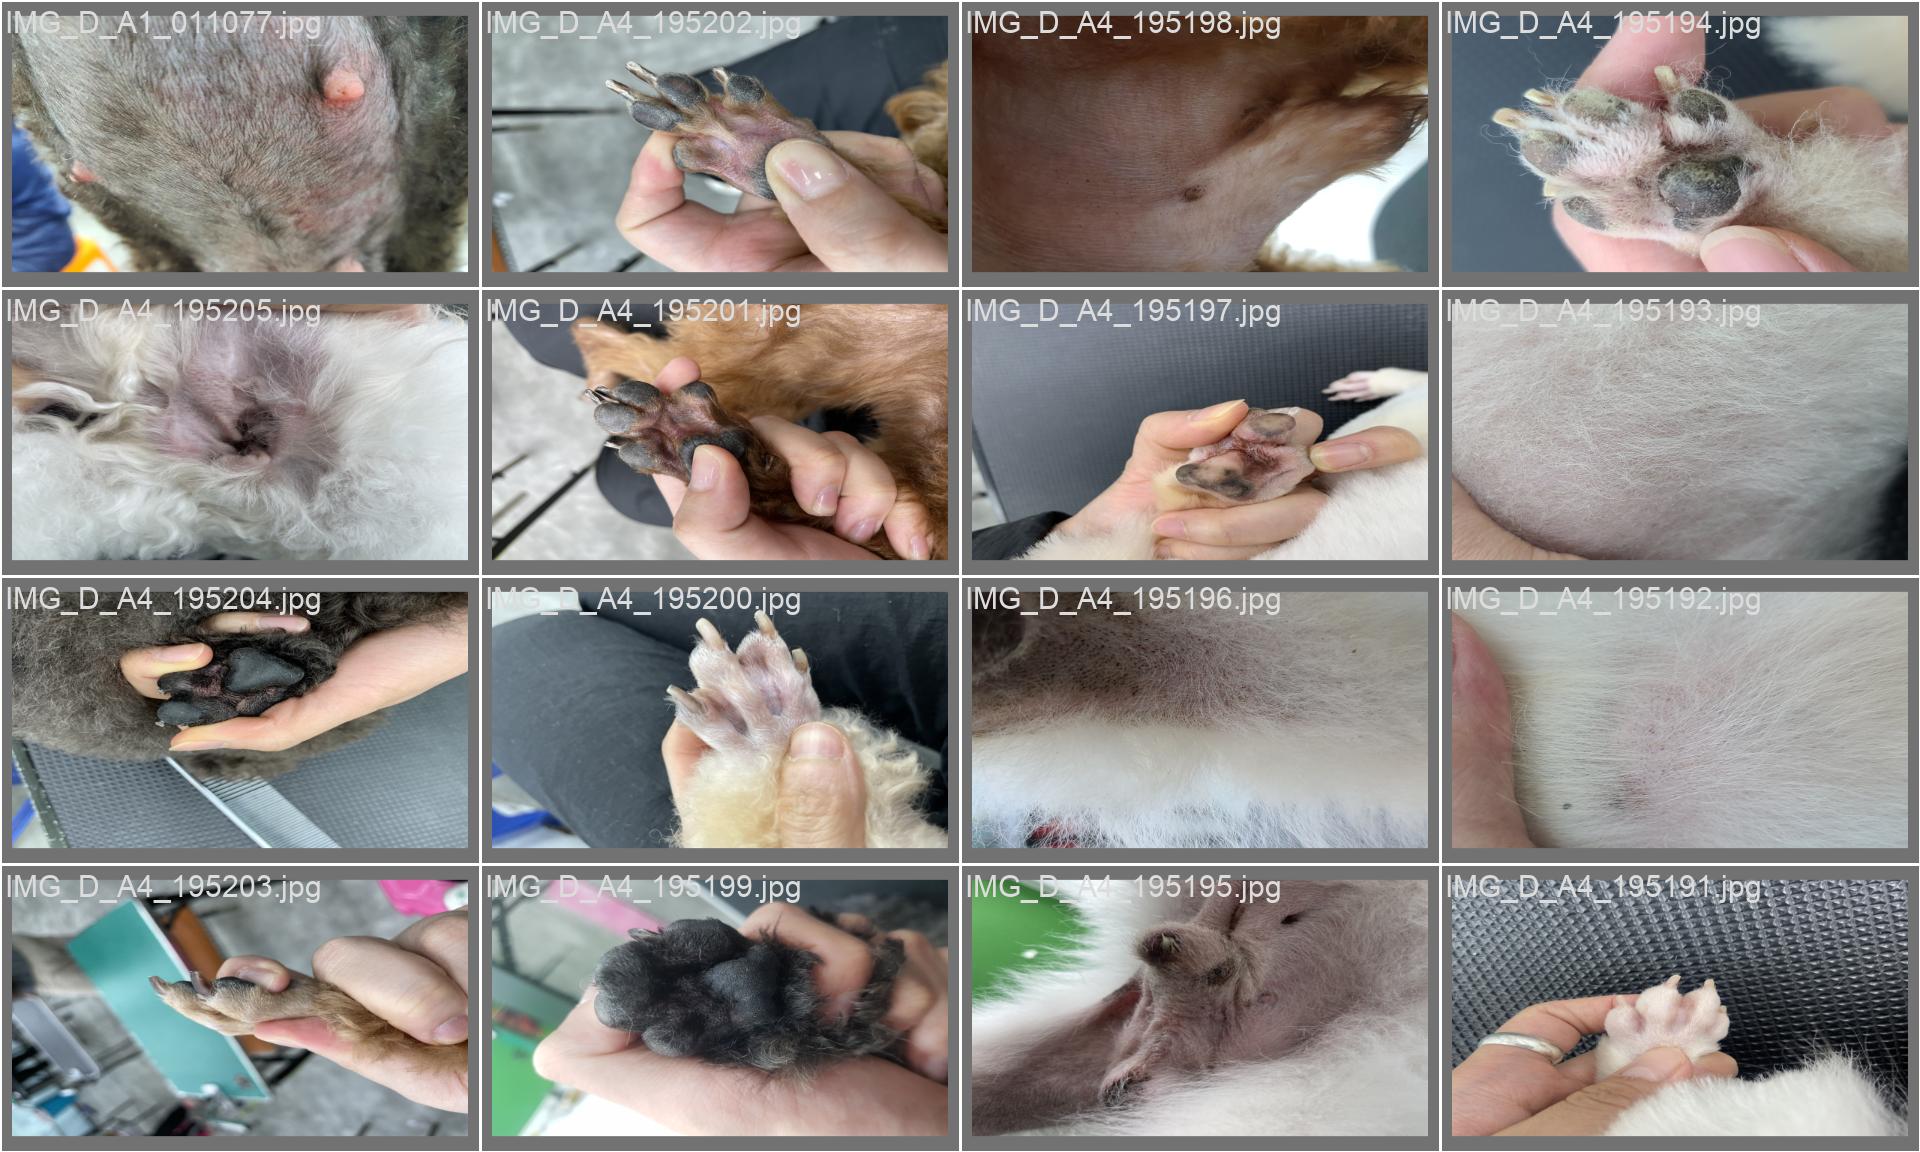 IMG_D_A1_011077.jpg
IMG_D_A4_195202.jpg
IMG_D_A4_195198.jpg
IMG_D_A4_195194.jpg
IMG_D_A4_195205.jpg
IMG_D_A4_195201.jpg
IMG_D_A4_195197.jpg
IMG_D_A4_195193.jpg
IMG_D_A4_195204.jpg
IMG_D_A4_195200.jpg
IMG_D_A4_195196.jpg
IMG_D_A4_195192.jpg
IMG_D_A4_195203.jpg
IMG_D_A4_195199.jpg
IMG_D_A4_195195.jpg
IMG_D_A4_195191.jpg